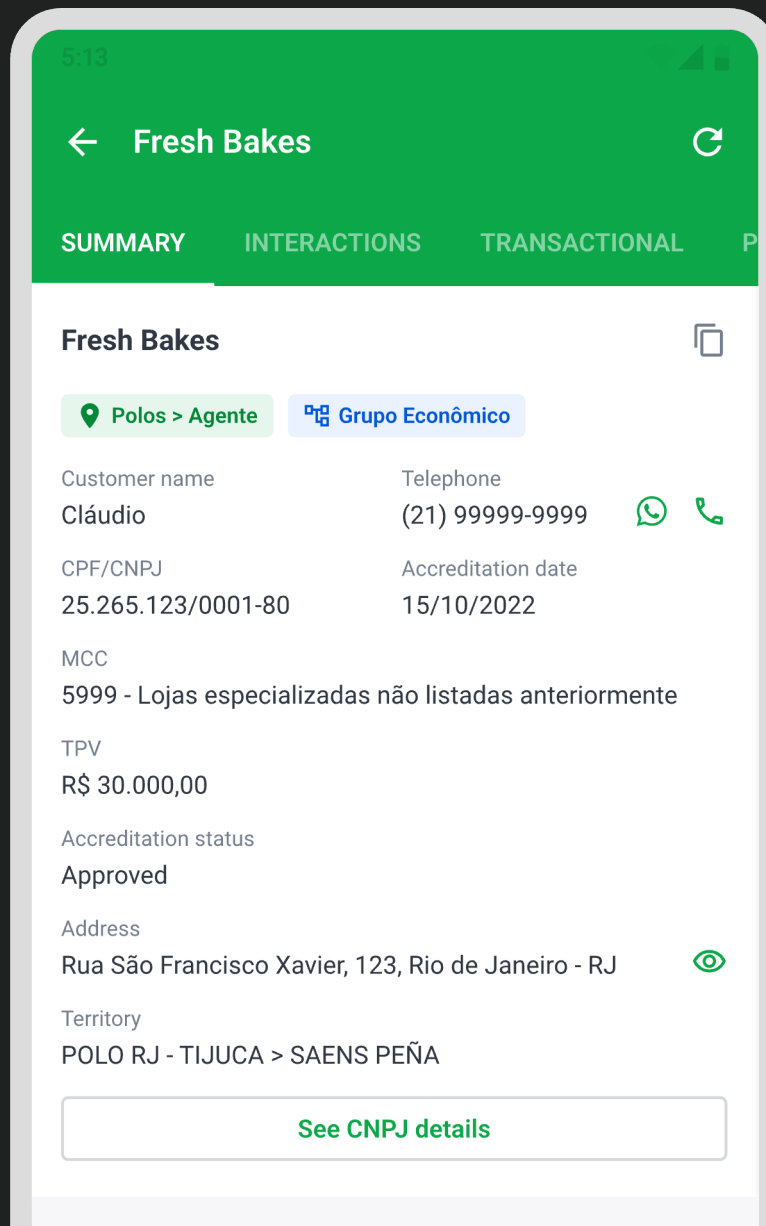 5:13
Fresh Bakes
SUMMARY INTERACTIONS TRANSACTIONAL P
Fresh Bakes
Polos > Agente Grupo Econômico
Customer name Telephone
Cláudio (21) 99999-9999
CPF/CNPJ Accreditation date
25.265.123/0001-80 15/10/2022
MCC
5999 - Lojas especializadas não listadas anteriormente
TPV
R$ 30.000,00
Accreditation status
Approved
Address
Rua São Francisco Xavier, 123, Rio de Janeiro - RJ
Territory
POLO RJ - TIJUCA > SAENS PEÑA
See CNPJ details